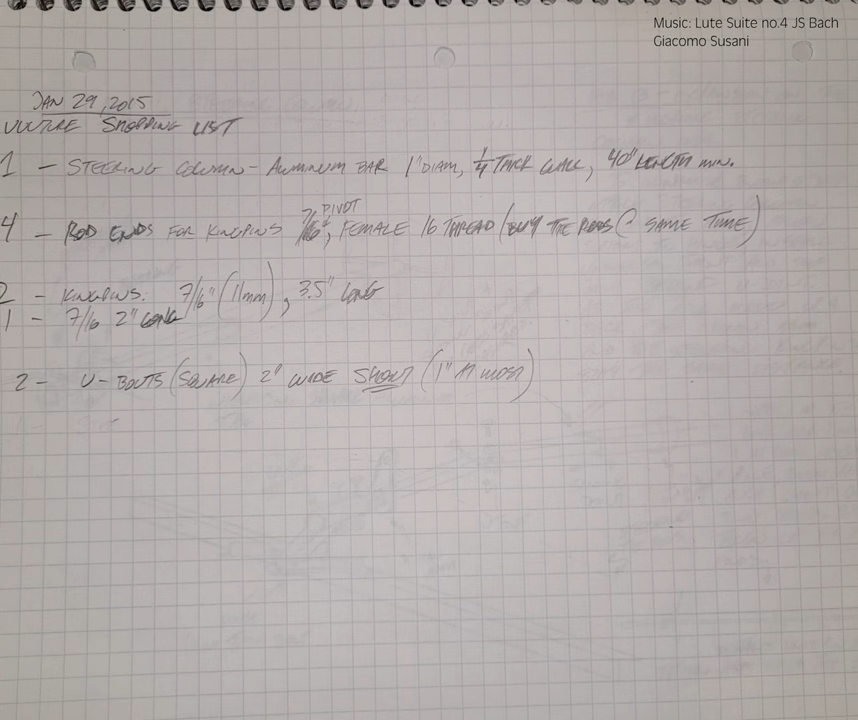 Music: Lute Suite no.4 JS Bach
Giacomo Susani
JAN 29, 2015
VULTURE SHOPPING LIST
1 - STEERING COLUMN - ALUMINUM BAR 1" DIAM, 1/4 THICK WALL, 40" LENGTH MIN.
4 - ROD ENDS FOR KINGPINS 7/16" PIVOT, FEMALE 16 THREAD (BUY THE RODS @ SAME TIME)
2 - KINGPINS: 7/16" (11mm), 3.5" LONG
1 - 7/16 2" LONG
2 - U-BOLTS (SQUARE) 2" WIDE SHORT (1" AT MOST)